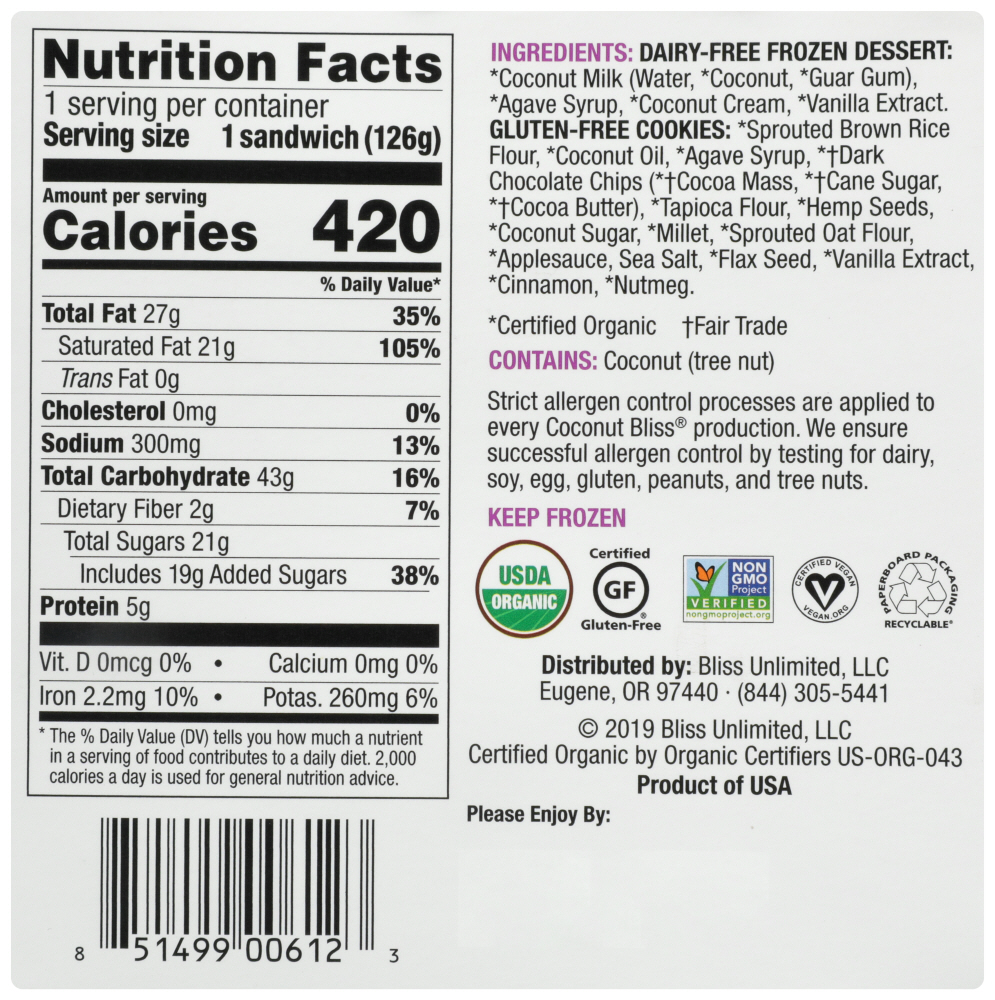 Nutrition Facts
1 serving per container
Serving size 1 sandwich (126g)
Amount per serving
Calories 420
% Daily Value*
Total Fat 27g 35%
Saturated Fat 21g 105%
Trans Fat 0g
Cholesterol 0mg 0%
Sodium 300mg 13%
Total Carbohydrate 43g 16%
Dietary Fiber 2g 7%
Total Sugars 21g
Includes 19g Added Sugars 38%
Protein 5g
Vit. D 0mcg 0% • Calcium 0mg 0%
Iron 2.2mg 10% • Potas. 260mg 6%
* The % Daily Value (DV) tells you how much a nutrient
in a serving of food contributes to a daily diet. 2,000
calories a day is used for general nutrition advice.
8 51499 00612 3
INGREDIENTS: DAIRY-FREE FROZEN DESSERT:
*Coconut Milk (Water, *Coconut, *Guar Gum),
*Agave Syrup, *Coconut Cream, *Vanilla Extract.
GLUTEN-FREE COOKIES: *Sprouted Brown Rice
Flour, *Coconut Oil, *Agave Syrup, *†Dark
Chocolate Chips (*†Cocoa Mass, *†Cane Sugar,
*†Cocoa Butter), *Tapioca Flour, *Hemp Seeds,
*Coconut Sugar, *Millet, *Sprouted Oat Flour,
*Applesauce, Sea Salt, *Flax Seed, *Vanilla Extract,
*Cinnamon, *Nutmeg.
*Certified Organic †Fair Trade
CONTAINS: Coconut (tree nut)
Strict allergen control processes are applied to
every Coconut Bliss® production. We ensure
successful allergen control by testing for dairy,
soy, egg, gluten, peanuts, and tree nuts.
KEEP FROZEN
USDA
ORGANIC
Certified
GF
®
Gluten-Free
NON
GMO
Project
VERIFIED
nongmoproject.org
CERTIFIED VEGAN
V
VEGAN.ORG
PAPERBOARD PACKAGING
RECYCLABLE*
Distributed by: Bliss Unlimited, LLC
Eugene, OR 97440 · (844) 305-5441
© 2019 Bliss Unlimited, LLC
Certified Organic by Organic Certifiers US-ORG-043
Product of USA
Please Enjoy By: